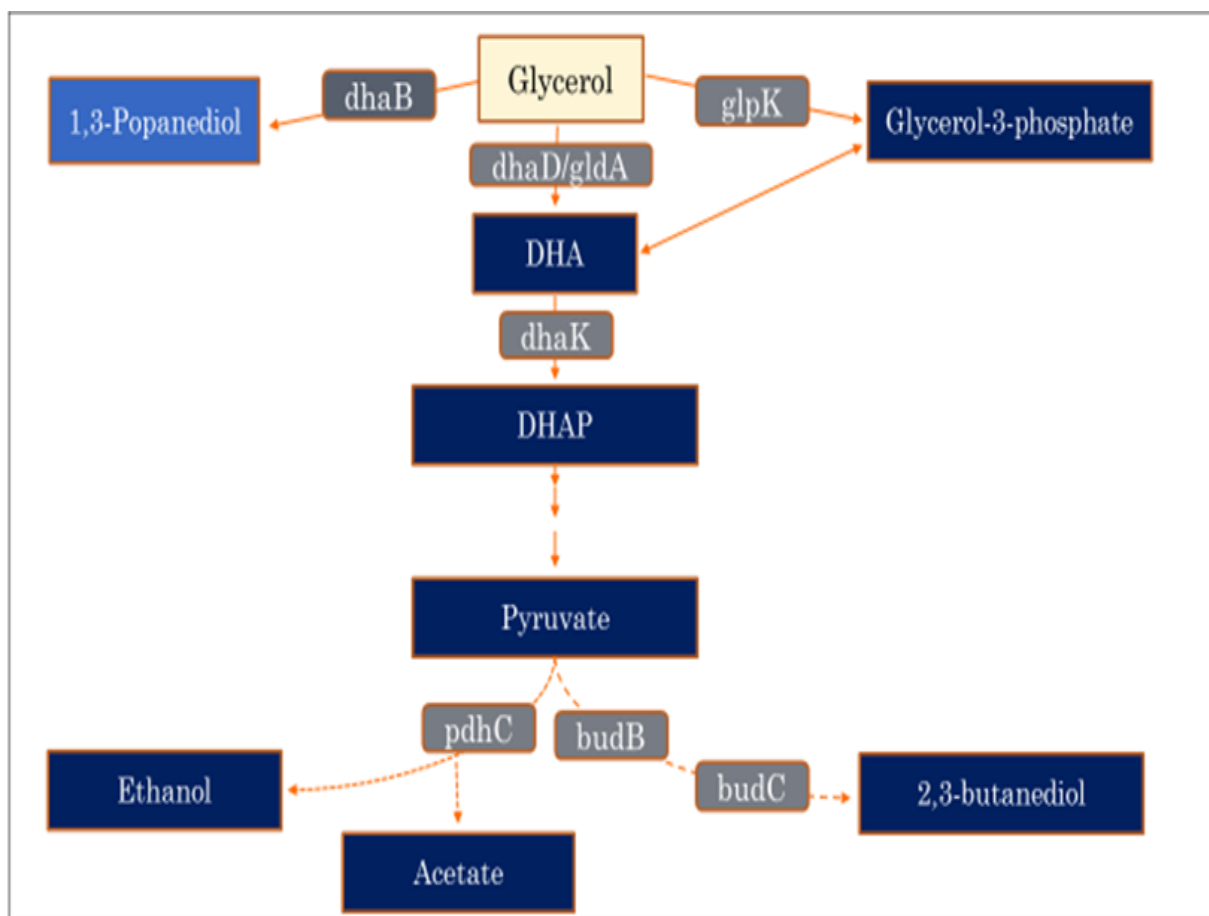 Glycerol
dhaB
glpK
1,3-Popanediol
Glycerol-3-phosphate
dhaD/gldA
DHA
dhaK
DHAP
Pyruvate
pdhC
budB
budC
Ethanol
2,3-butanediol
Acetate